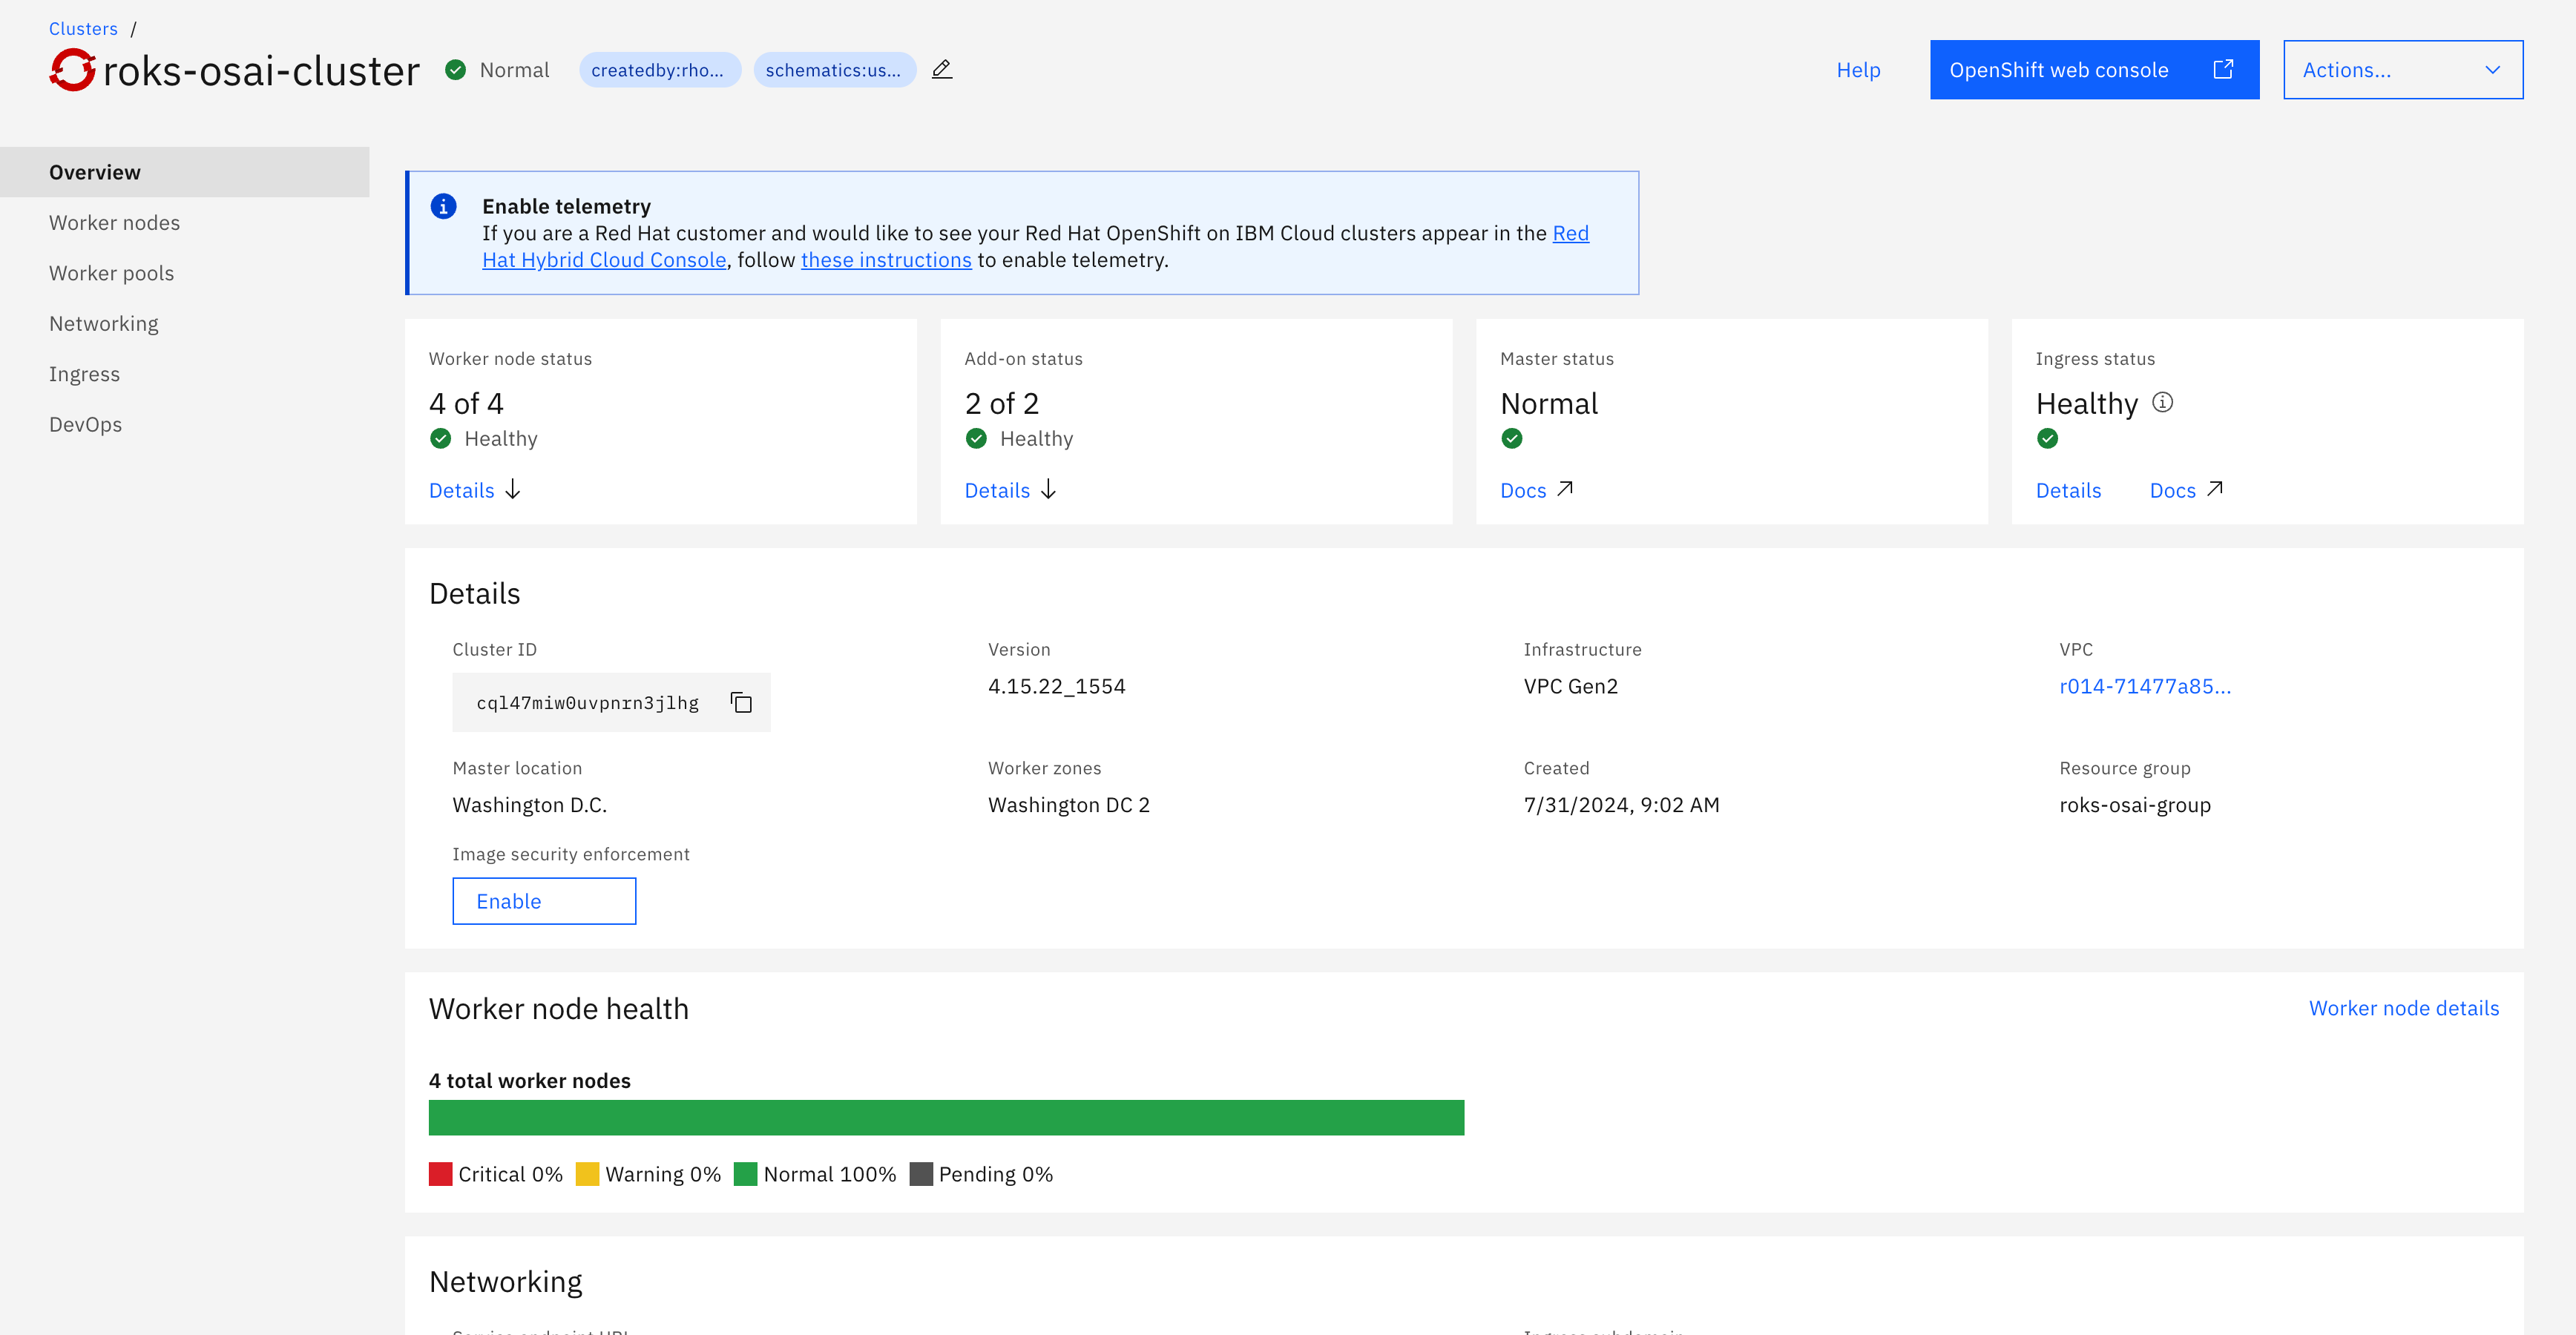 Clusters /
roks-osai-cluster
Normal
createdby:rho...
schematics:us...
Help
OpenShift web console
Actions...
Overview
Worker nodes
Worker pools
Networking
Ingress
DevOps
Enable telemetry
If you are a Red Hat customer and would like to see your Red Hat OpenShift on IBM Cloud clusters appear in the Red
Hat Hybrid Cloud Console, follow these instructions to enable telemetry.
Worker node status
4 of 4
Healthy
Details
Add-on status
2 of 2
Healthy
Details
Master status
Normal
Docs
Ingress status
Healthy
Details Docs
Details
Cluster ID
cql47miw0uvpnrn3jlhg
Version
4.15.22_1554
Infrastructure
VPC Gen2
VPC
r014-71477a85...
Master location
Washington D.C.
Worker zones
Washington DC 2
Created
7/31/2024, 9:02 AM
Resource group
roks-osai-group
Image security enforcement
Enable
Worker node health
Worker node details
4 total worker nodes
Critical 0% Warning 0% Normal 100% Pending 0%
Networking
Service endpoint URL
Ingress subdomain